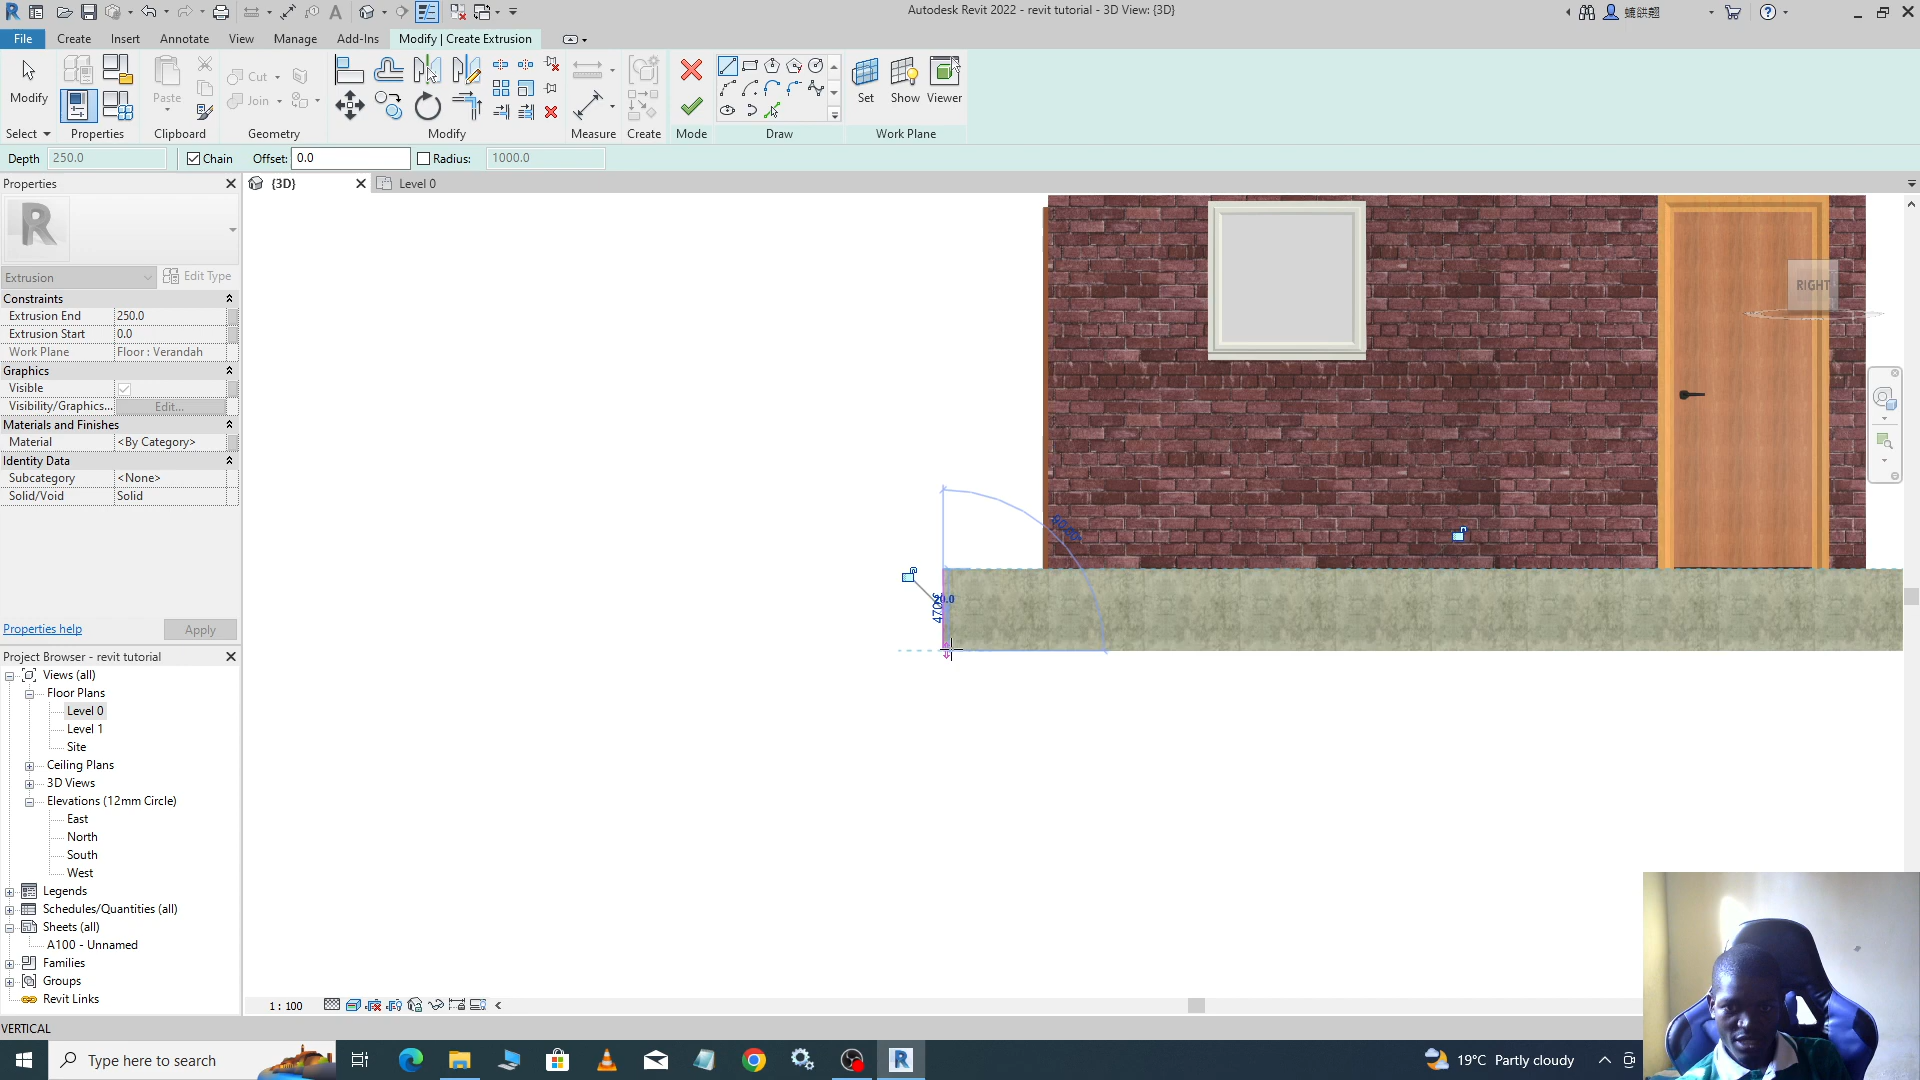 Autodesk Revit 2022 - revit tutorial - 3D View: {3D}
File Create Insert Annotate View Manage Add-Ins Modify | Create Extrusion
Modify Paste Cut Join Set Show Viewer
Select Properties Clipboard Geometry Modify Measure Create Mode Draw Work Plane
Depth 250.0 Chain Offset: 0.0 Radius: 1000.0
Properties
{3D} Level 0
Extrusion Edit Type
Constraints
Extrusion End 250.0
Extrusion Start 0.0
Work Plane Floor : Verandah
Graphics
Visible
Visibility/Graphics... Edit...
Materials and Finishes
Material <By Category>
Identity Data
Subcategory <None>
Solid/Void Solid
RIGHT
Properties help Apply
Project Browser - revit tutorial
Views (all)
Floor Plans
Level 0
Level 1
Site
Ceiling Plans
3D Views
Elevations (12mm Circle)
East
North
South
West
Legends
Schedules/Quantities (all)
Sheets (all)
A100 - Unnamed
Families
Groups
Revit Links
1 : 100
VERTICAL
Type here to search
19°C Partly cloudy